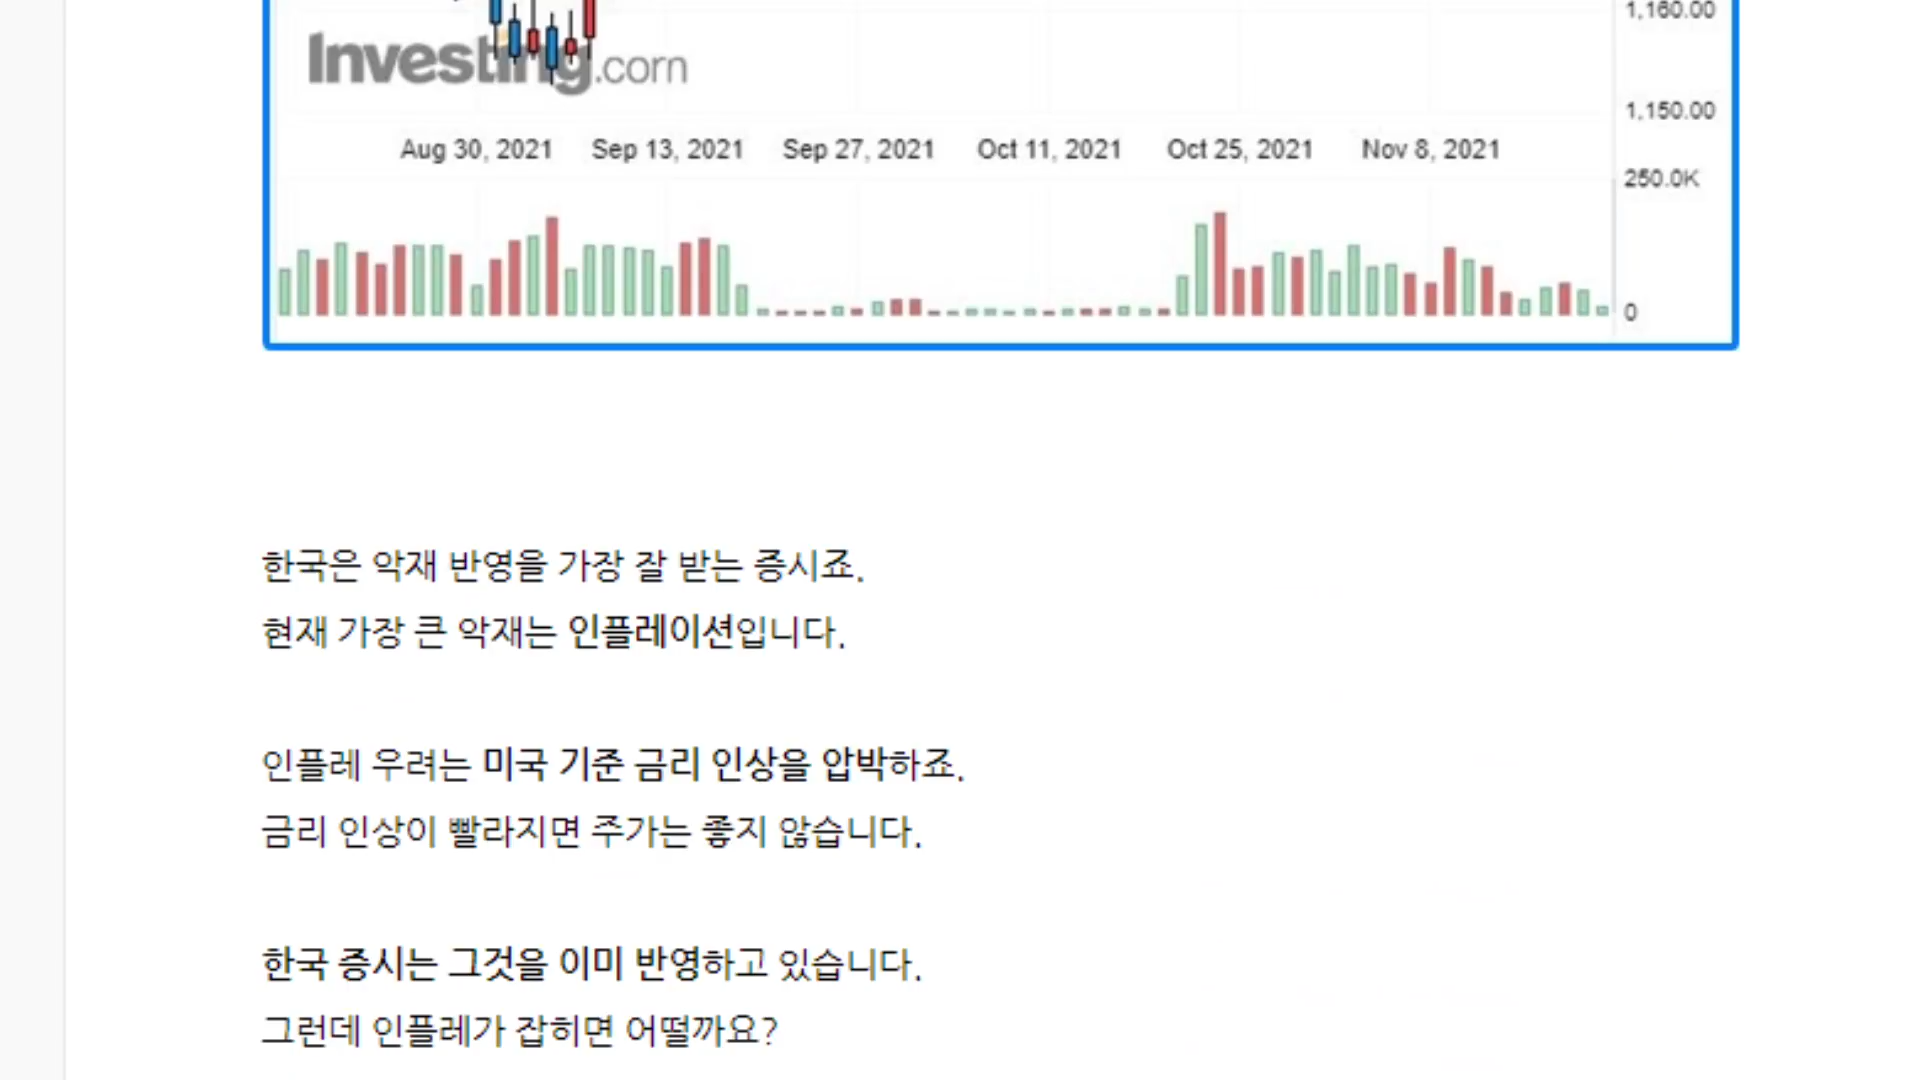 1,160.00
Investing.com
1,150.00
Aug 30, 2021 Sep 13, 2021 Sep 27, 2021 Oct 11, 2021 Oct 25, 2021 Nov 8, 2021
250.0K
0
한국은 악재 반영을 가장 잘 받는 증시죠.
현재 가장 큰 악재는 인플레이션입니다.
인플레 우려는 미국 기준 금리 인상을 압박하죠.
금리 인상이 빨라지면 주가는 좋지 않습니다.
한국 증시는 그것을 이미 반영하고 있습니다.
그런데 인플레가 잡히면 어떨까요?